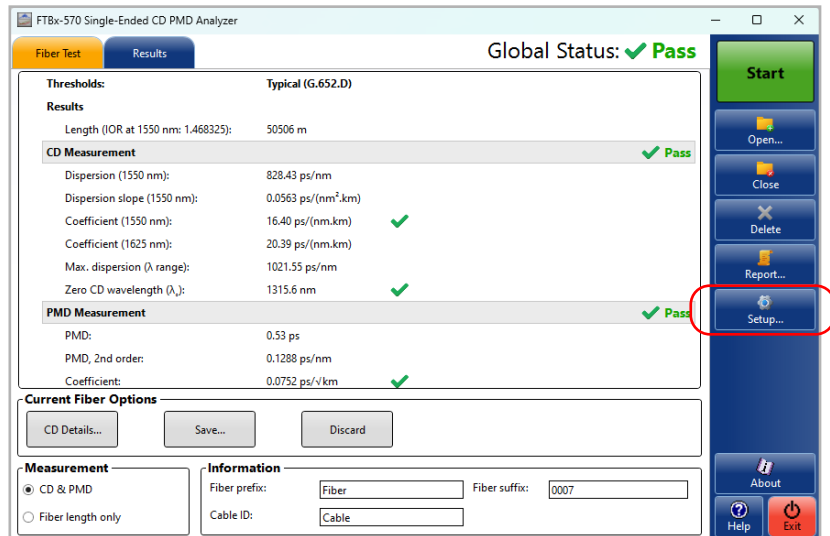 FTBx-570 Single-Ended CD PMD Analyzer
Fiber Test Results Global Status: Pass
Thresholds: Typical (G.652.D)
Results
Length (IOR at 1550 nm: 1.468325): 50506 m
CD Measurement Pass
Dispersion (1550 nm): 828.43 ps/nm
Dispersion slope (1550 nm): 0.0563 ps/(nm².km)
Coefficient (1550 nm): 16.40 ps/(nm.km)
Coefficient (1625 nm): 20.39 ps/(nm.km)
Max. dispersion (λ range): 1021.55 ps/nm
Zero CD wavelength (λ₀): 1315.6 nm
PMD Measurement Pass
PMD: 0.53 ps
PMD, 2nd order: 0.1288 ps/nm
Coefficient: 0.0752 ps/√km
Current Fiber Options
CD Details... Save... Discard
Measurement
CD & PMD
Fiber length only
Information
Fiber prefix: Fiber Fiber suffix: 0007
Cable ID: Cable
Start
Open...
Close
Delete
Report...
Setup...
About
Help Exit